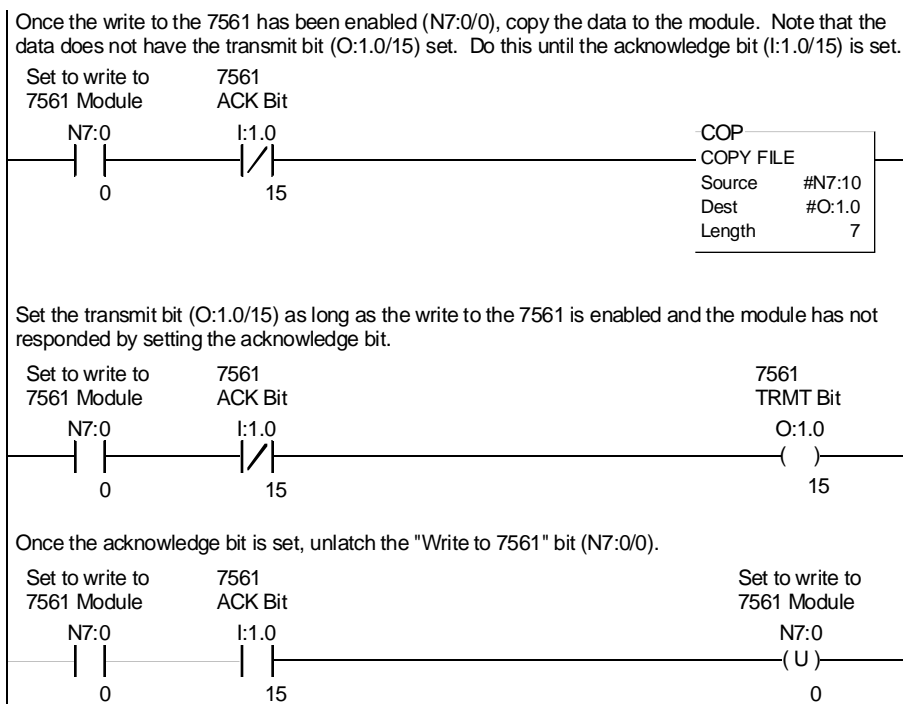 Once the write to the 7561 has been enabled (N7:0/0), copy the data to the module. Note that the
data does not have the transmit bit (O:1.0/15) set. Do this until the acknowledge bit (I:1.0/15) is set.
Set to write to 7561
7561 Module ACK Bit
N7:0 I:1.0 COP
COPY FILE
0 15 Source #N7:10
Dest #O:1.0
Length 7
Set the transmit bit (O:1.0/15) as long as the write to the 7561 is enabled and the module has not
responded by setting the acknowledge bit.
Set to write to 7561 7561
7561 Module ACK Bit TRMT Bit
N7:0 I:1.0 O:1.0
( )
0 15 15
Once the acknowledge bit is set, unlatch the "Write to 7561" bit (N7:0/0).
Set to write to 7561 Set to write to
7561 Module ACK Bit 7561 Module
N7:0 I:1.0 N7:0
( U )
0 15 0